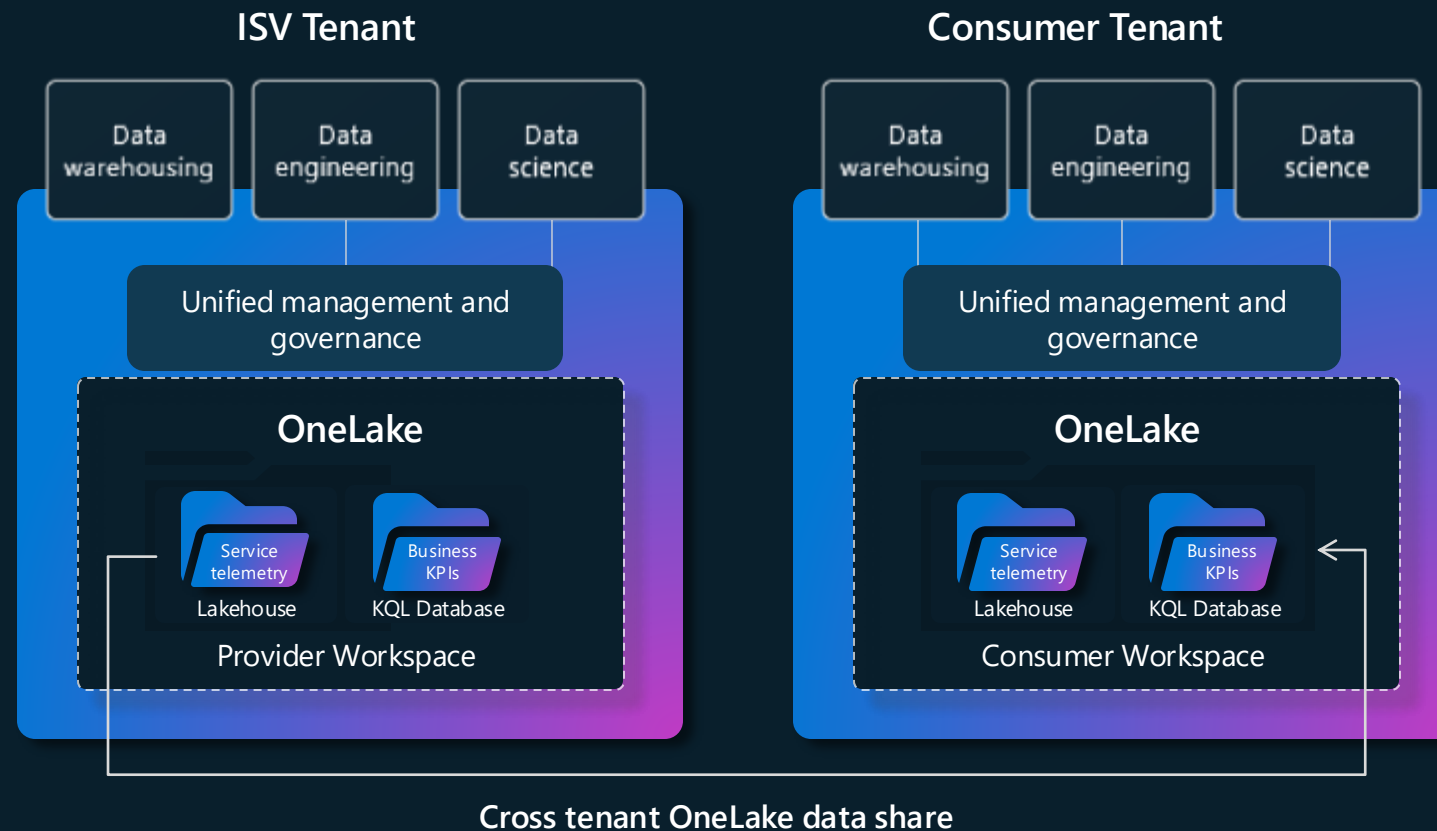 ISV Tenant
Consumer Tenant
Data
warehousing
Data
engineering
Data
science
Data
warehousing
Data
engineering
Data
science
Unified management and
governance
Unified management and
governance
OneLake
OneLake
Service
telemetry
Lakehouse
Business
KPIs
KQL Database
Provider Workspace
Service
telemetry
Lakehouse
Business
KPIs
KQL Database
Consumer Workspace
Cross tenant OneLake data share